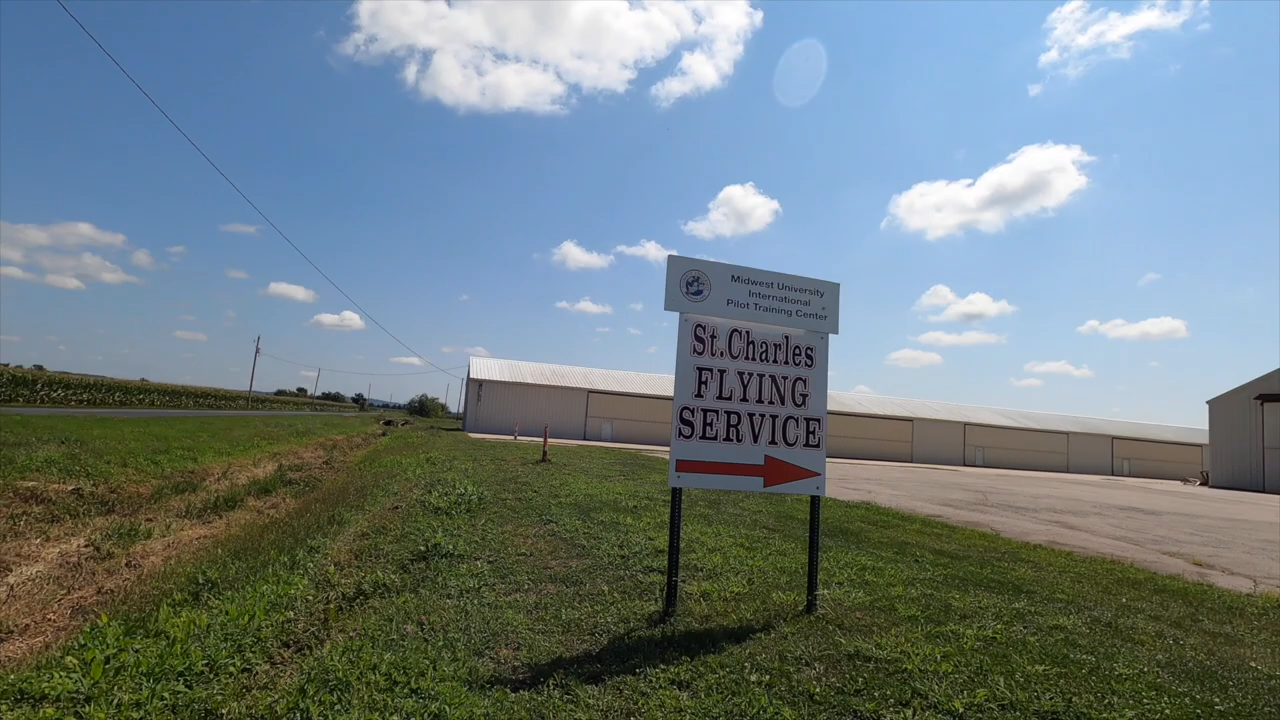 Midwest University
International
Pilot Training Center
St.Charles
FLYING
SERVICE